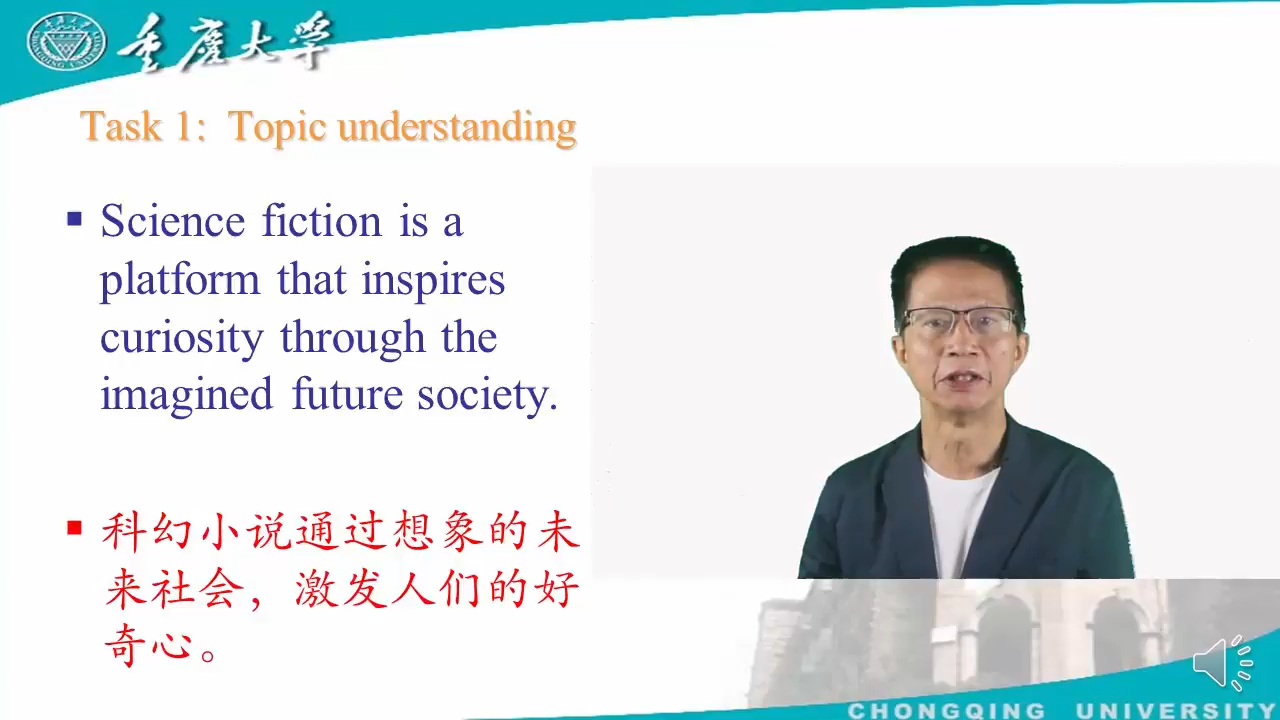 重庆大学
Task 1: Topic understanding
Science fiction is a
platform that inspires
curiosity through the
imagined future society.
科幻小说通过想象的未
来社会，激发人们的好
奇心。
CHONGQING UNIVERSITY